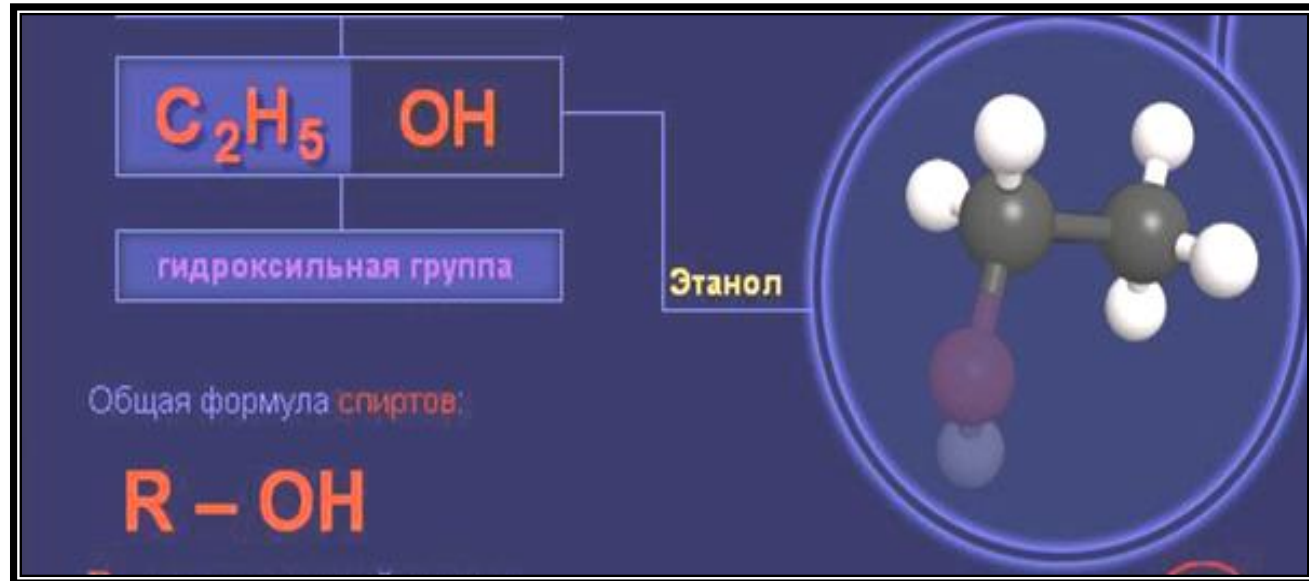 C₂H₅ OH
гидроксильная группа
Этанол
Общая формула спиртов:
R – OH